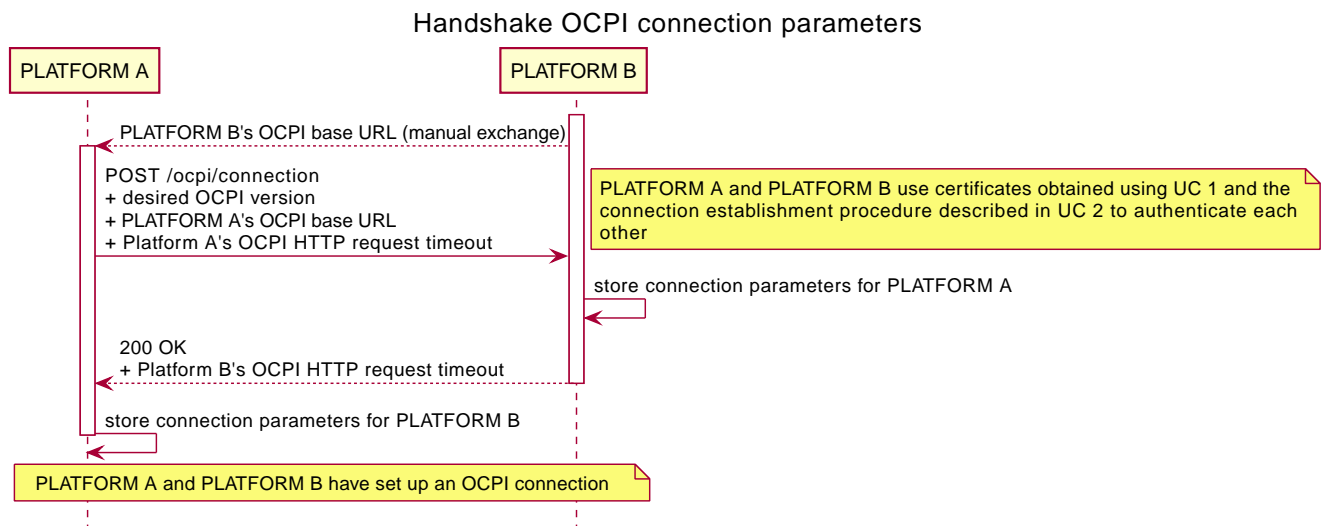 Handshake OCPI connection parameters
PLATFORM A
PLATFORM B
PLATFORM B's OCPI base URL (manual exchange)
POST /ocpi/connection
+ desired OCPI version
+ PLATFORM A's OCPI base URL
+ Platform A's OCPI HTTP request timeout
PLATFORM A and PLATFORM B use certificates obtained using UC 1 and the
connection establishment procedure described in UC 2 to authenticate each
other
store connection parameters for PLATFORM A
200 OK
+ Platform B's OCPI HTTP request timeout
store connection parameters for PLATFORM B
PLATFORM A and PLATFORM B have set up an OCPI connection